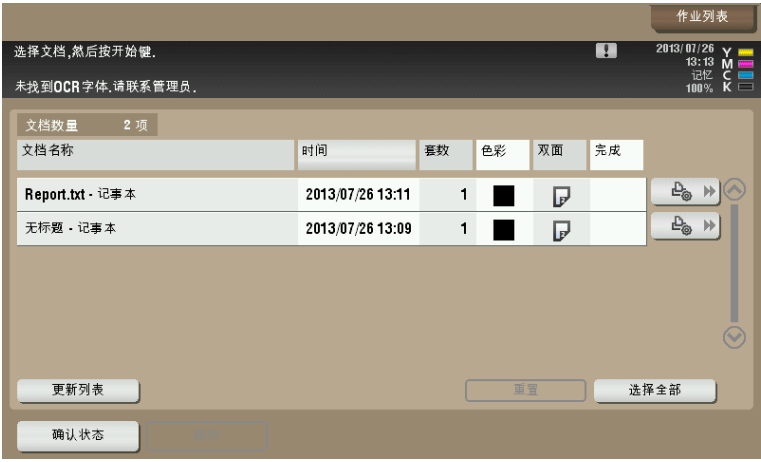 作业列表
选择文档,然后按开始键.
2013/07/26
13:13
记忆
100%
Y
M
C
K
未找到OCR字体,请联系管理员.
文档数量 2 项
文档名称 时间 套数 色彩 双面 完成
Report.txt - 记事本 2013/07/26 13:11 1
无标题 - 记事本 2013/07/26 13:09 1
更新列表 重置 选择全部
确认状态